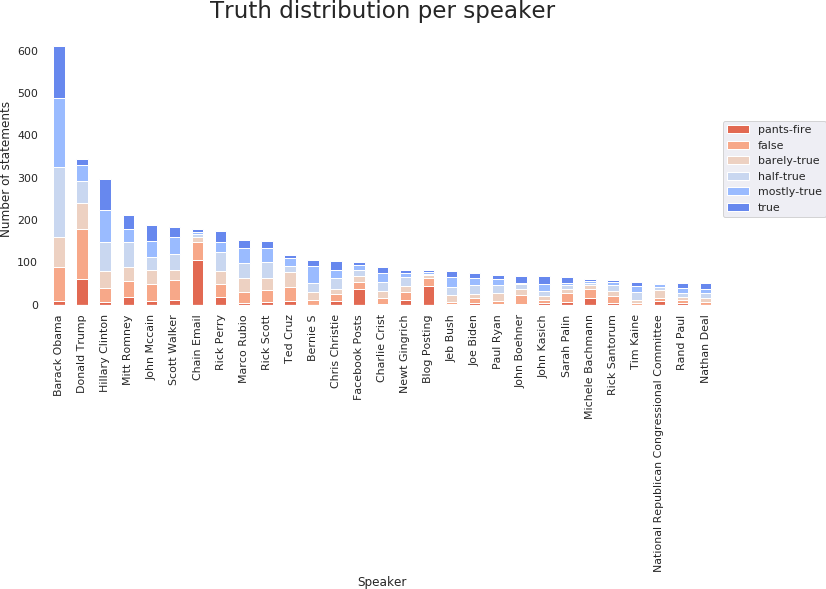 Truth distribution per speaker
Number of statements
600
500
400
300
200
100
0
pants-fire
false
barely-true
half-true
mostly-true
true
Barack Obama
Donald Trump
Hillary Clinton
Mitt Romney
John Mccain
Scott Walker
Chain Email
Rick Perry
Marco Rubio
Rick Scott
Ted Cruz
Bernie S
Chris Christie
Facebook Posts
Charlie Crist
Newt Gingrich
Blog Posting
Jeb Bush
Joe Biden
Paul Ryan
John Boehner
John Kasich
Sarah Palin
Michele Bachmann
Rick Santorum
Tim Kaine
National Republican Congressional Committee
Rand Paul
Nathan Deal
Speaker